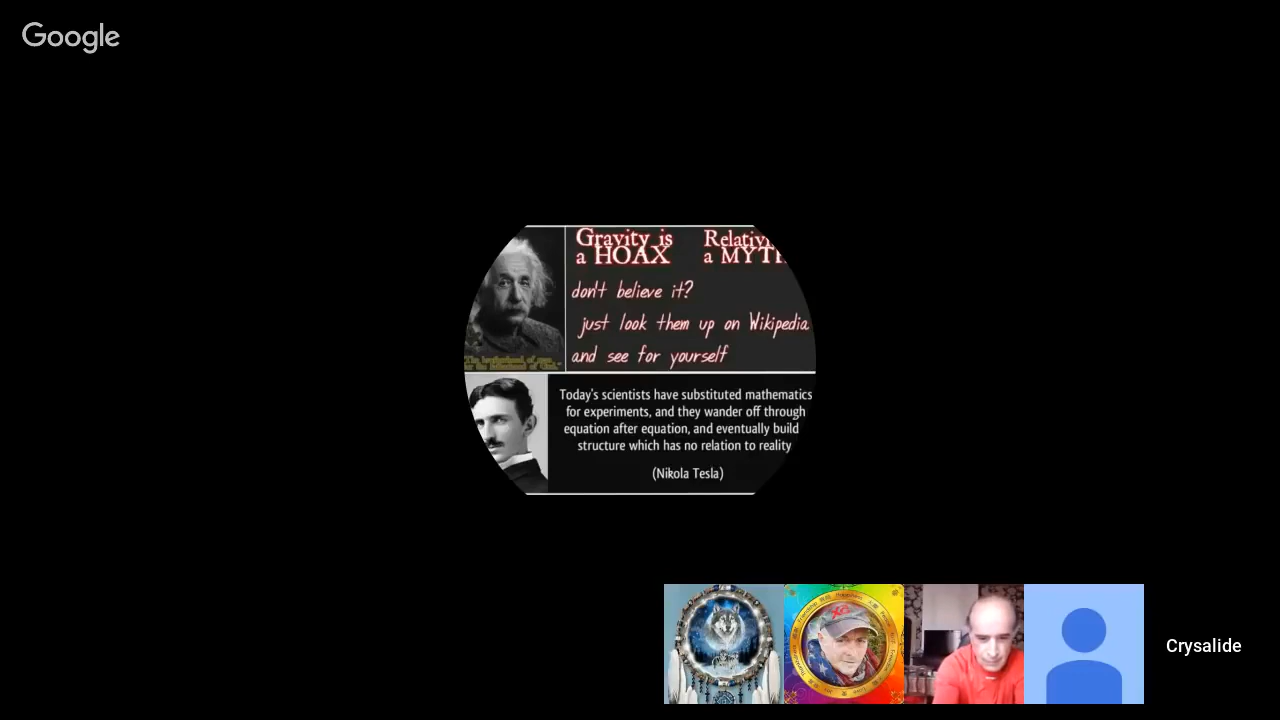 Google
Gravity is
a HOAX
don't believe it?
just look them up on Wikipedia
and see for yourself
Today's scientists have substituted mathematics
for experiments, and they wander off through
equation after equation, and eventually build
structure which has no relation to reality
(Nikola Tesla)
Crysalide